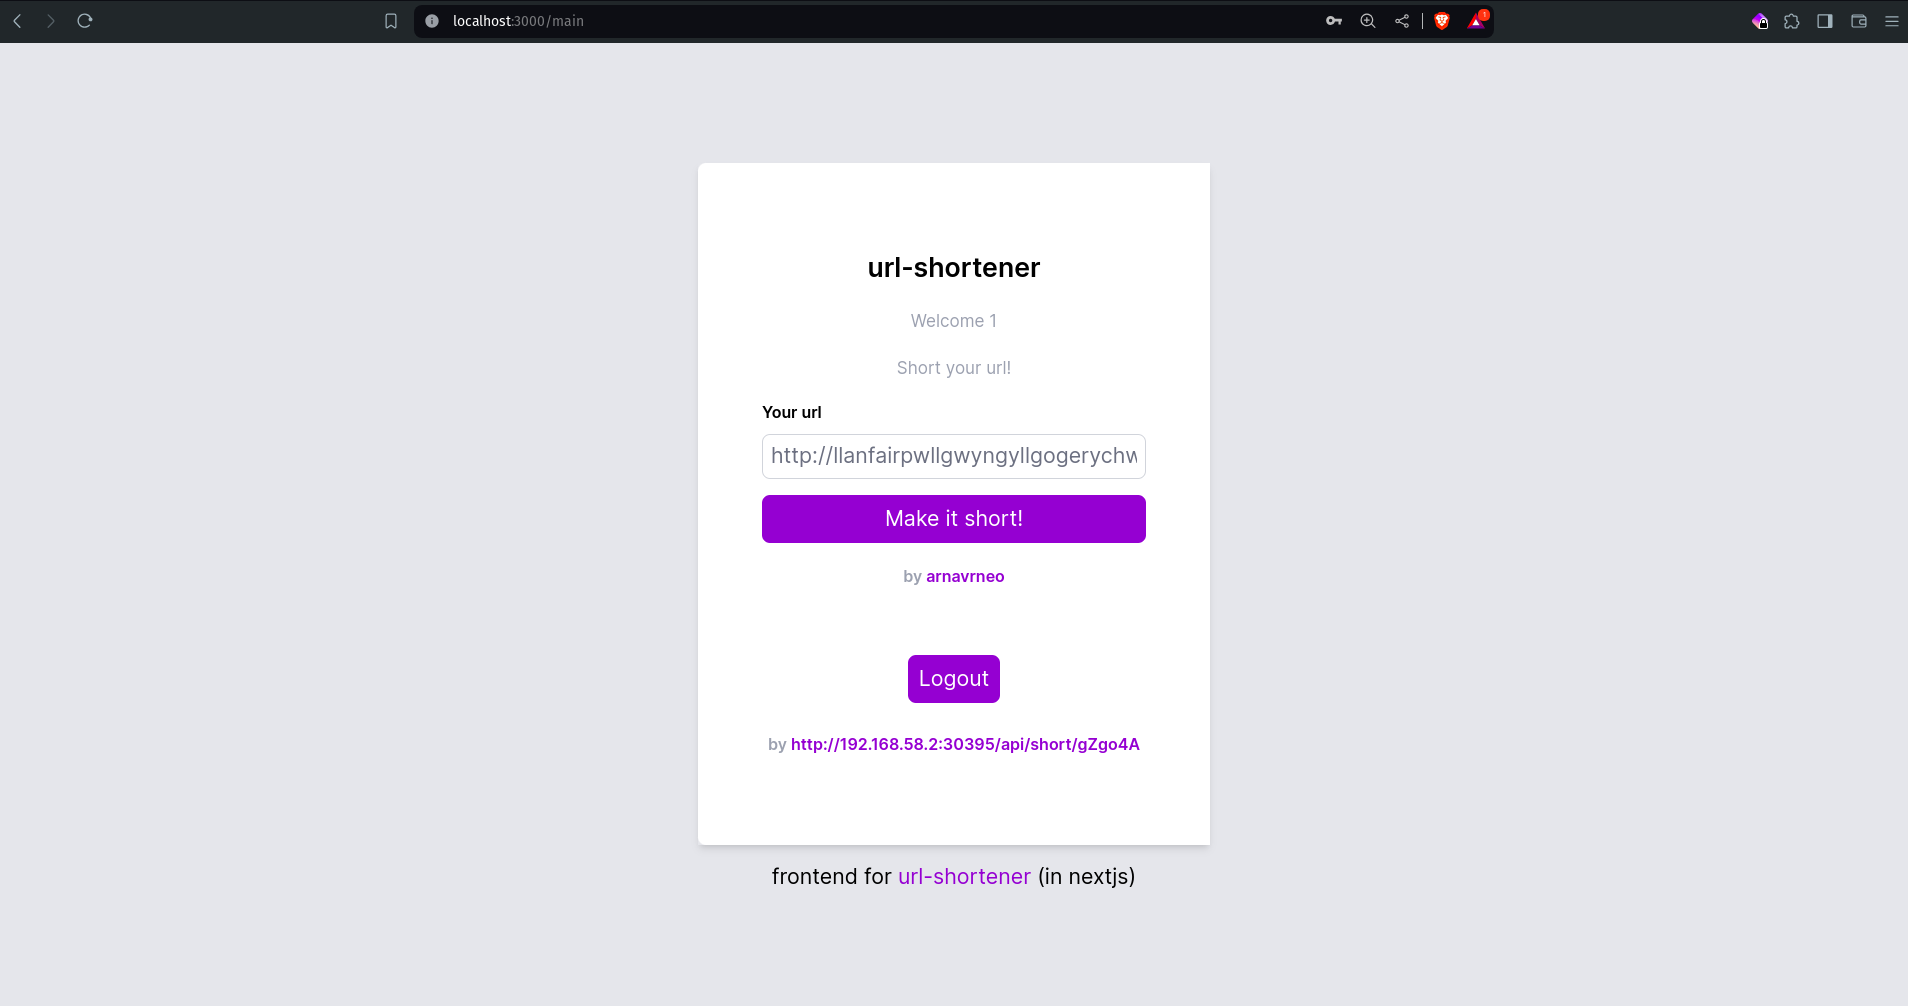 localhost:3000/main
1
url-shortener
Welcome 1
Short your url!
Your url
http://llanfairpwllgwyngyllgogerychw
Make it short!
by arnavrneo
Logout
by http://192.168.58.2:30395/api/short/gZgo4A
frontend for url-shortener (in nextjs)